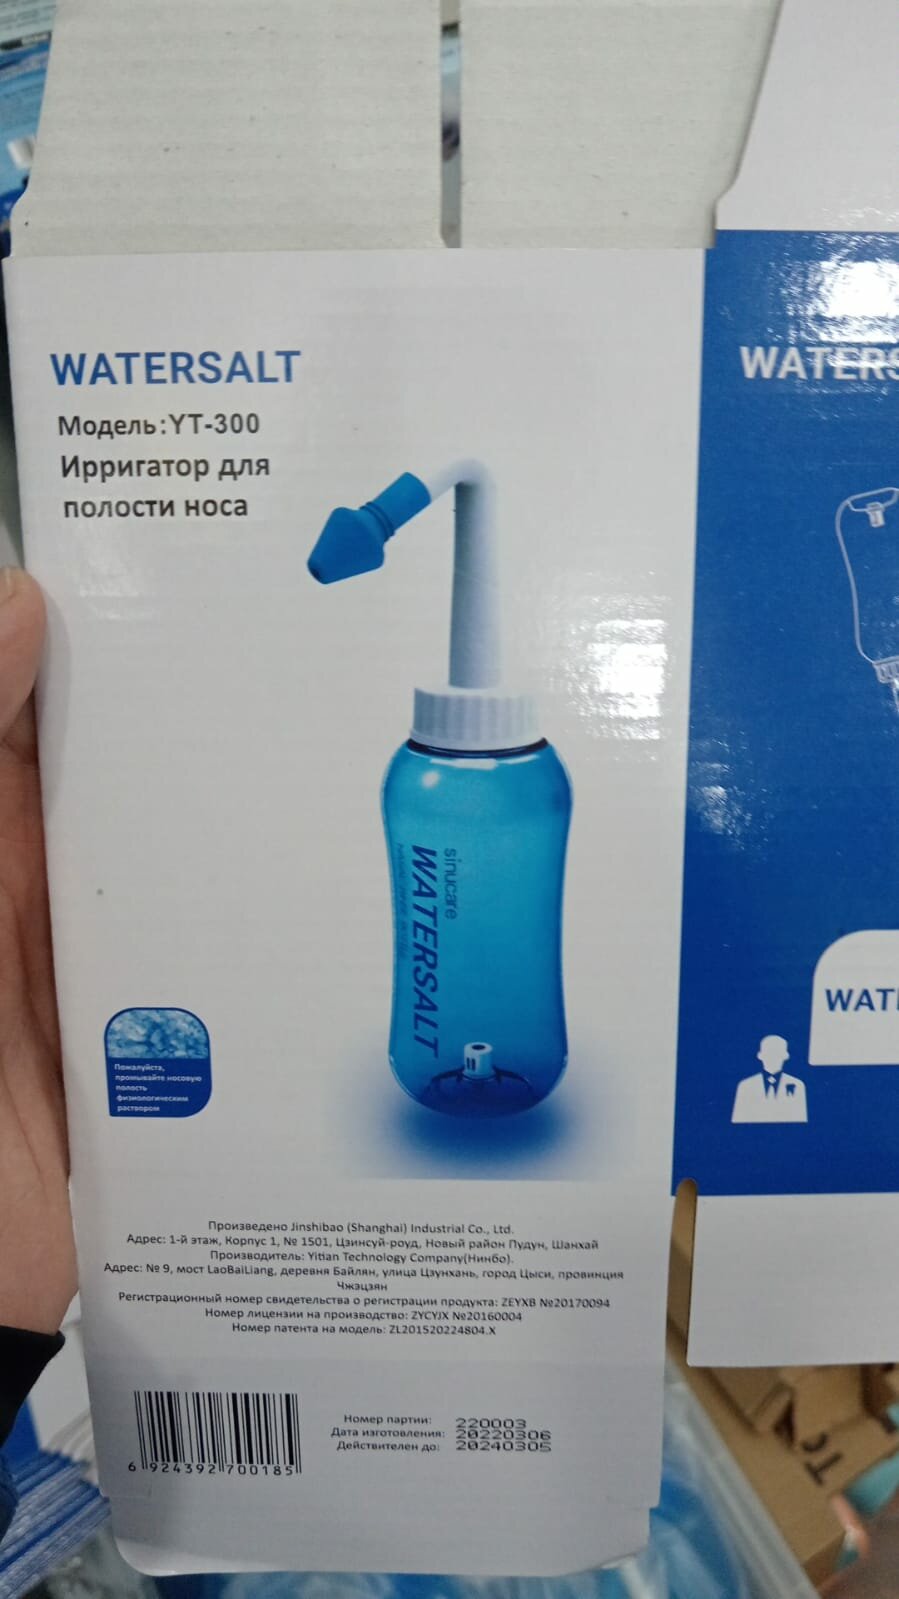 WATERSALT
Модель:YT-300
Ирригатор для
полости носа
sinucare
WATERSALT
Пожалуйста,
промывайте носовую
полость
физиологическим
раствором
Произведено Jinshibao (Shanghai) Industrial Co., Ltd.
Адрес: 1-й этаж, Корпус 1, № 1501, Цзинсуй-роуд, Новый район Пудун, Шанхай
Производитель: Yitian Technology Company(Нинбо).
Адрес: № 9, мост LaoBaiLiang, деревня Байлян, улица Цзунхань, город Цыси, провинция
Чжэцзян
Регистрационный номер свидетельства о регистрации продукта: ZEYXB №20170094
Номер лицензии на производство: ZYCYJX №20160004
Номер патента на модель: ZL201520224804.X
6 924392 700185
Номер партии: 220003
Дата изготовления: 20220306
Действителен до: 20240305
WATERS
WAT